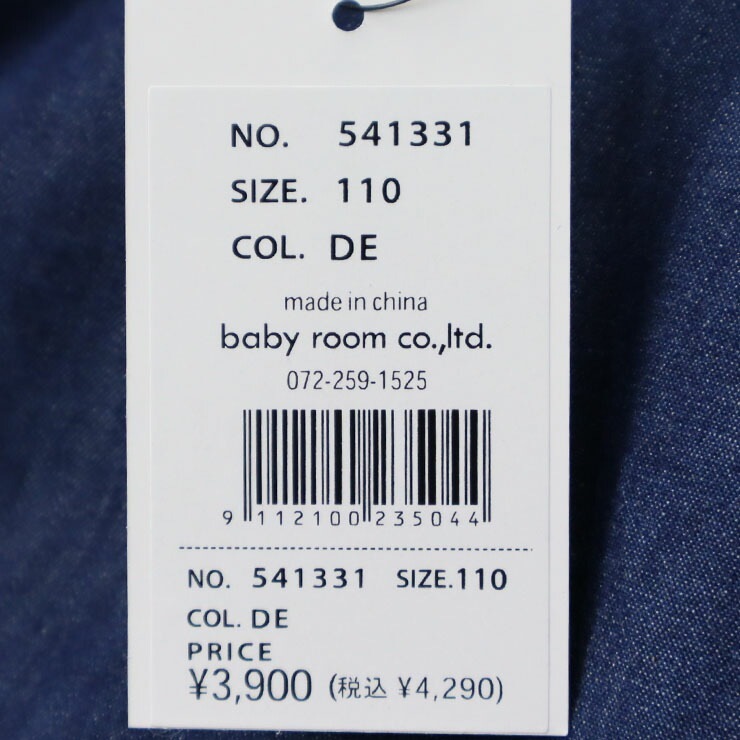 NO. 541331
SIZE. 110
COL. DE
made in china
baby room co.,ltd.
072-259-1525
9 112100 235044
NO. 541331 SIZE.110
COL. DE
PRICE
¥3,900 (税込 ¥4,290)